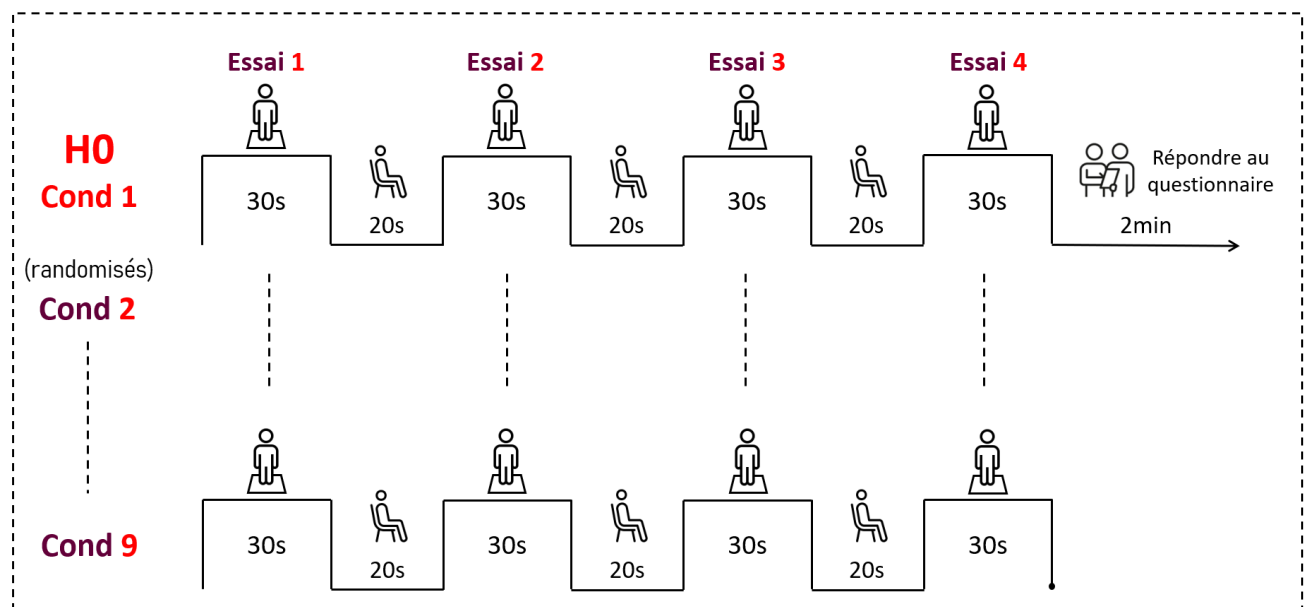 Essai 1
Essai 2
Essai 3
Essai 4
H0
Cond 1
30s
20s
30s
20s
30s
20s
30s
Répondre au
questionnaire
2min
(randomisés)
Cond 2
Cond 9
30s
20s
30s
20s
30s
20s
30s